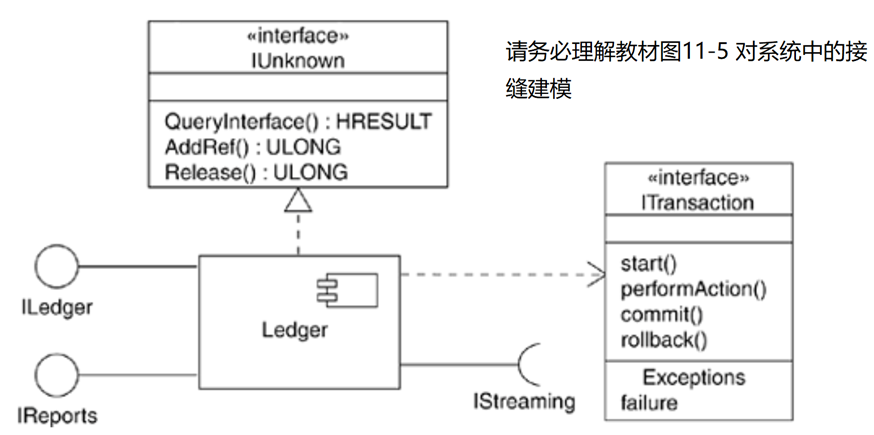 «interface»
IUnknown
QueryInterface() : HRESULT
AddRef() : ULONG
Release() : ULONG
请务必理解教材图11-5 对系统中的接
缝建模
«interface»
ITransaction
start()
performAction()
commit()
rollback()
Exceptions
failure
ILedger
Ledger
IReports
IStreaming